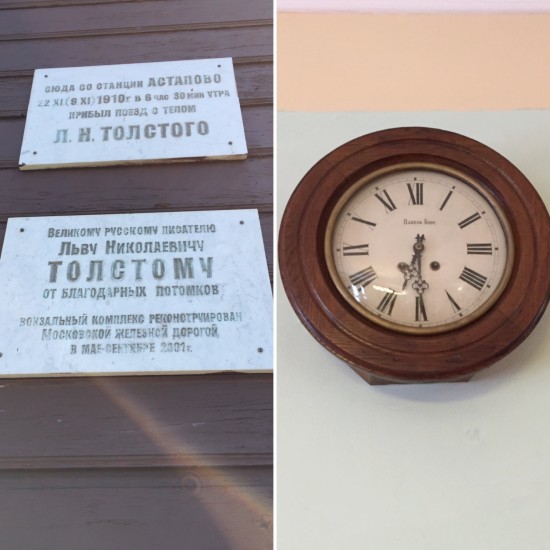 СЮДА СО СТАНЦИИ АСТАПОВО
22 XI (9 XI) 1910 г В 6 ЧАС 30 МИН УТРА
ПРИБЫЛ ПОЕЗД С ТЕЛОМ
Л. Н. ТОЛСТОГО
ВЕЛИКОМУ РУССКОМУ ПИСАТЕЛЮ
ЛЬВУ НИКОЛАЕВИЧУ
ТОЛСТОМУ
ОТ БЛАГОДАРНЫХ ПОТОМКОВ
ВОКЗАЛЬНЫЙ КОМПЛЕКС РЕКОНСТРУИРОВАН
МОСКОВСКОЙ ЖЕЛЕЗНОЙ ДОРОГОЙ
В МАЕ-СЕНТЯБРЕ 2001 г.
Павелъ Буре
XII
I
II
III
IIII
V
VI
VII
VIII
IX
X
XI